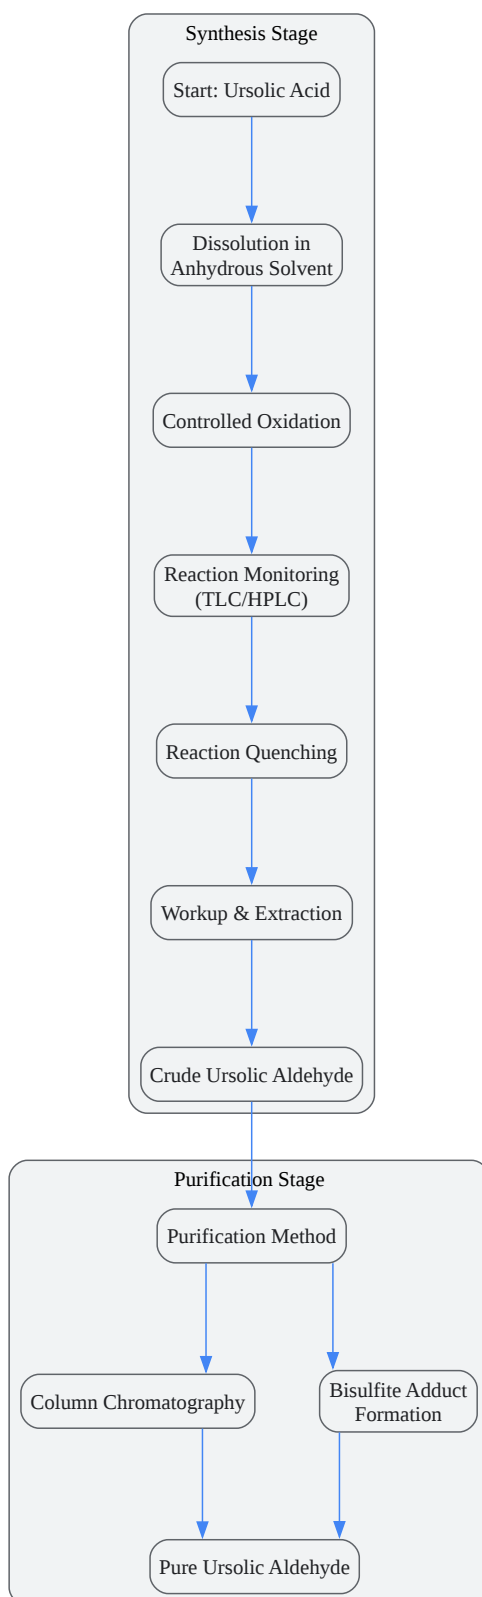 Synthesis Stage
Start: Ursolic Acid
Dissolution in
Anhydrous Solvent
Controlled Oxidation
Reaction Monitoring
(TLC/HPLC)
Reaction Quenching
Workup & Extraction
Crude Ursolic Aldehyde
Purification Stage
Purification Method
Column Chromatography
Bisulfite Adduct
Formation
Pure Ursolic Aldehyde